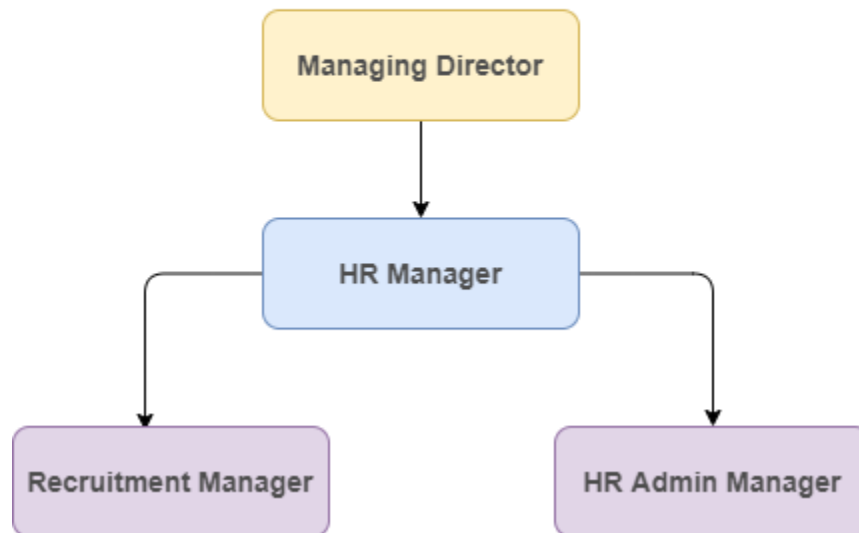 Managing Director
HR Manager
Recruitment Manager
HR Admin Manager